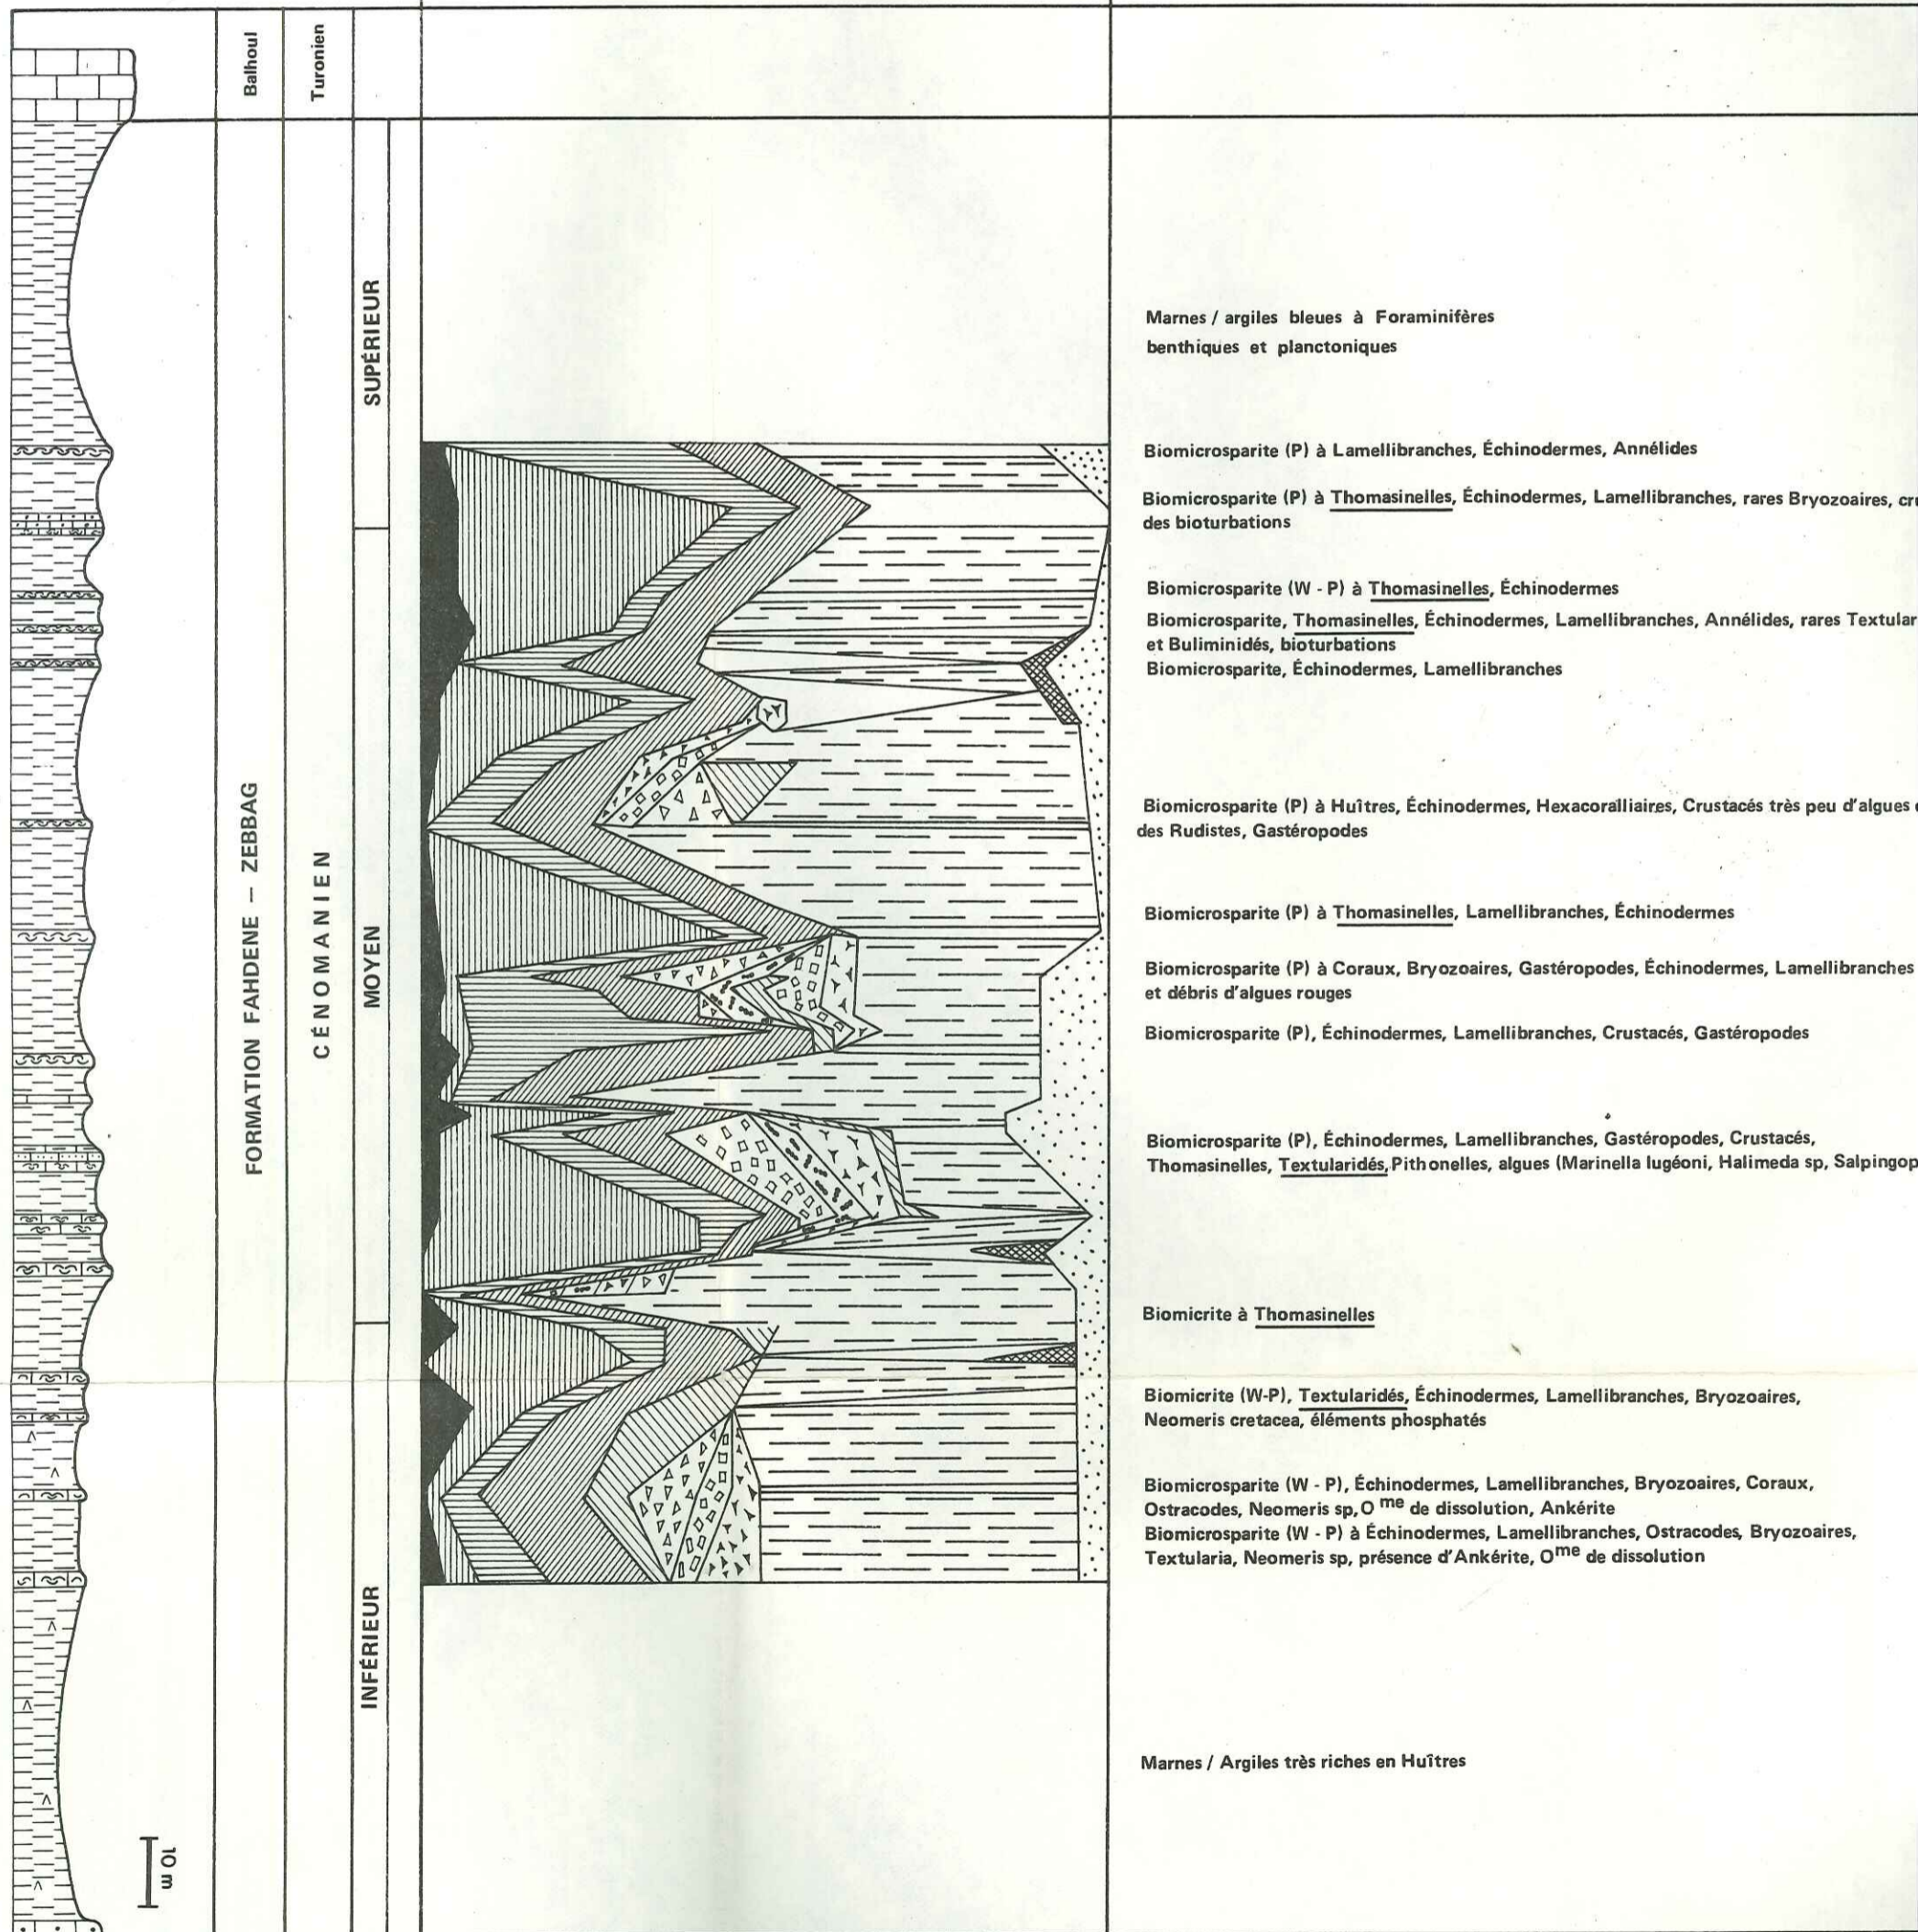 Balhoul
Turonien
SUPÉRIEUR
FORMATION FAHDENE – ZEBBAG
CÉNOMANIEN
MOYEN
INFÉRIEUR
10 m
Marnes / argiles bleues à Foraminifères
benthiques et planctoniques
Biomicrosparite (P) à Lamellibranches, Échinodermes, Annélides
Biomicrosparite (P) à Thomasinelles, Échinodermes, Lamellibranches, rares Bryozoaires,
des bioturbations
Biomicrosparite (W - P) à Thomasinelles, Échinodermes
Biomicrosparite, Thomasinelles, Échinodermes, Lamellibranches, Annélides, rares Textular
et Buliminidés, bioturbations
Biomicrosparite, Échinodermes, Lamellibranches
Biomicrosparite (P) à Huîtres, Échinodermes, Hexacoralliaires, Crustacés très peu d'algues
des Rudistes, Gastéropodes
Biomicrosparite (P) à Thomasinelles, Lamellibranches, Échinodermes
Biomicrosparite (P) à Coraux, Bryozoaires, Gastéropodes, Échinodermes, Lamellibranches
et débris d'algues rouges
Biomicrosparite (P), Échinodermes, Lamellibranches, Crustacés, Gastéropodes
Biomicrosparite (P), Échinodermes, Lamellibranches, Gastéropodes, Crustacés,
Thomasinelles, Textularidés, Pithonelles, algues (Marinella lugéoni, Halimeda sp, Salpingop
Biomicrite à Thomasinelles
Biomicrite (W-P), Textularidés, Échinodermes, Lamellibranches, Bryozoaires,
Neomeris cretacea, éléments phosphatés
Biomicrosparite (W - P), Échinodermes, Lamellibranches, Bryozoaires, Coraux,
Ostracodes, Neomeris sp, O me de dissolution, Ankérite
Biomicrosparite (W - P) à Échinodermes, Lamellibranches, Ostracodes, Bryozoaires,
Textularia, Neomeris sp, présence d'Ankérite, Ome de dissolution
Marnes / Argiles très riches en Huîtres